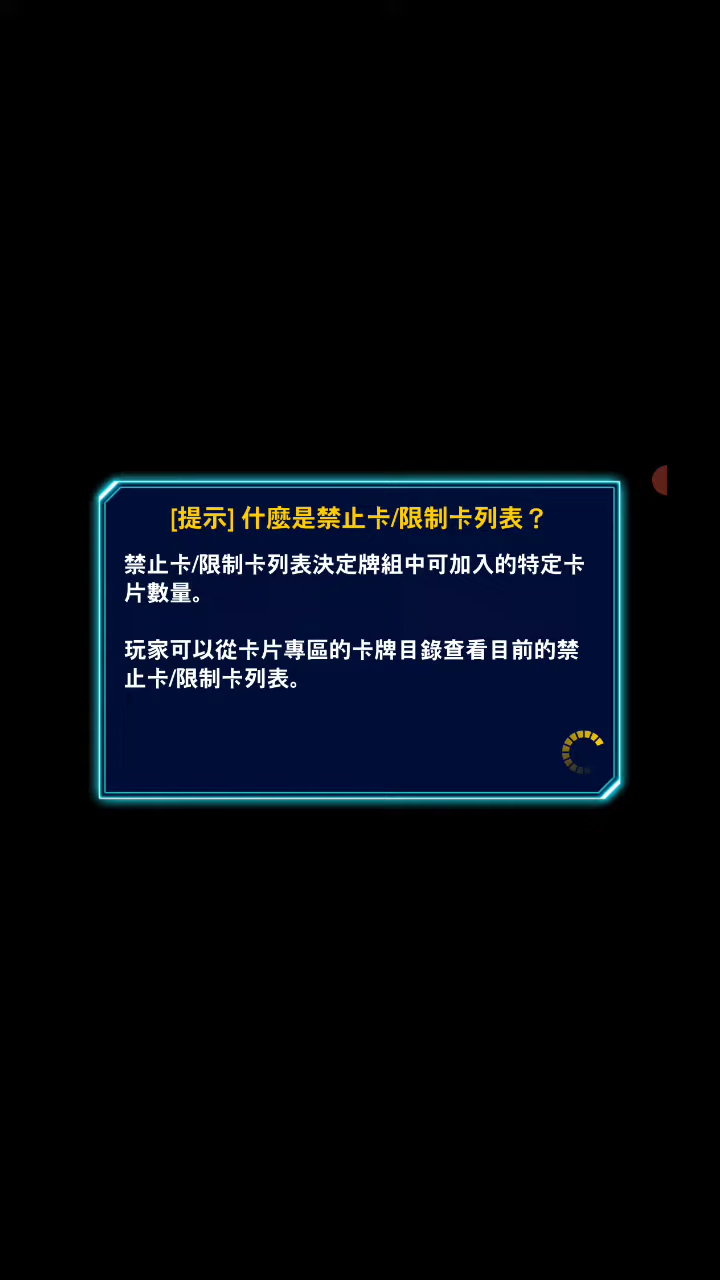 [提示] 什麼是禁止卡/限制卡列表？
禁止卡/限制卡列表決定牌組中可加入的特定卡
片數量。
玩家可以從卡片專區的卡牌目錄查看目前的禁
止卡/限制卡列表。